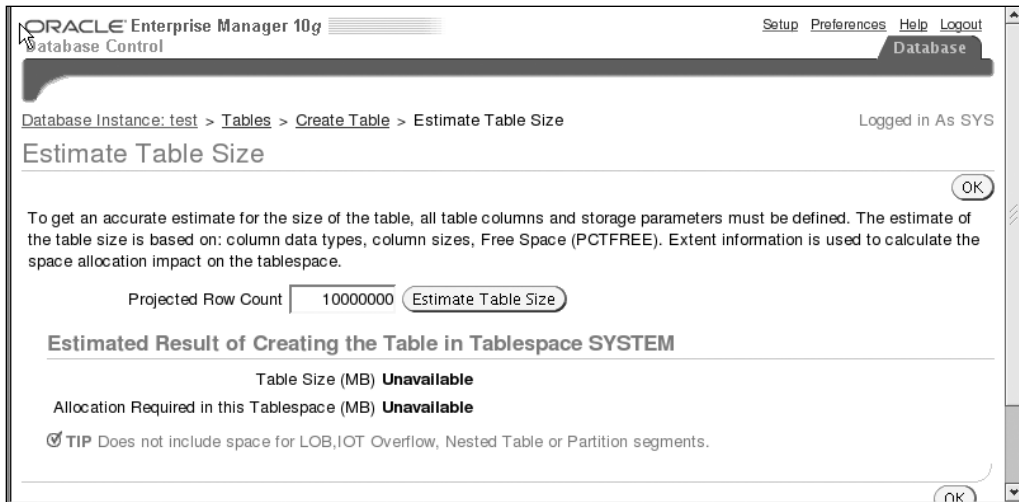 ORACLE Enterprise Manager 10g
Database Control
Setup Preferences Help Logout
Database
Database Instance: test > Tables > Create Table > Estimate Table Size
Logged in As SYS
Estimate Table Size
OK
To get an accurate estimate for the size of the table, all table columns and storage parameters must be defined. The estimate of
the table size is based on: column data types, column sizes, Free Space (PCTFREE). Extent information is used to calculate the
space allocation impact on the tablespace.
Projected Row Count 10000000 Estimate Table Size
Estimated Result of Creating the Table in Tablespace SYSTEM
Table Size (MB) Unavailable
Allocation Required in this Tablespace (MB) Unavailable
TIP Does not include space for LOB,IOT Overflow, Nested Table or Partition segments.
OK